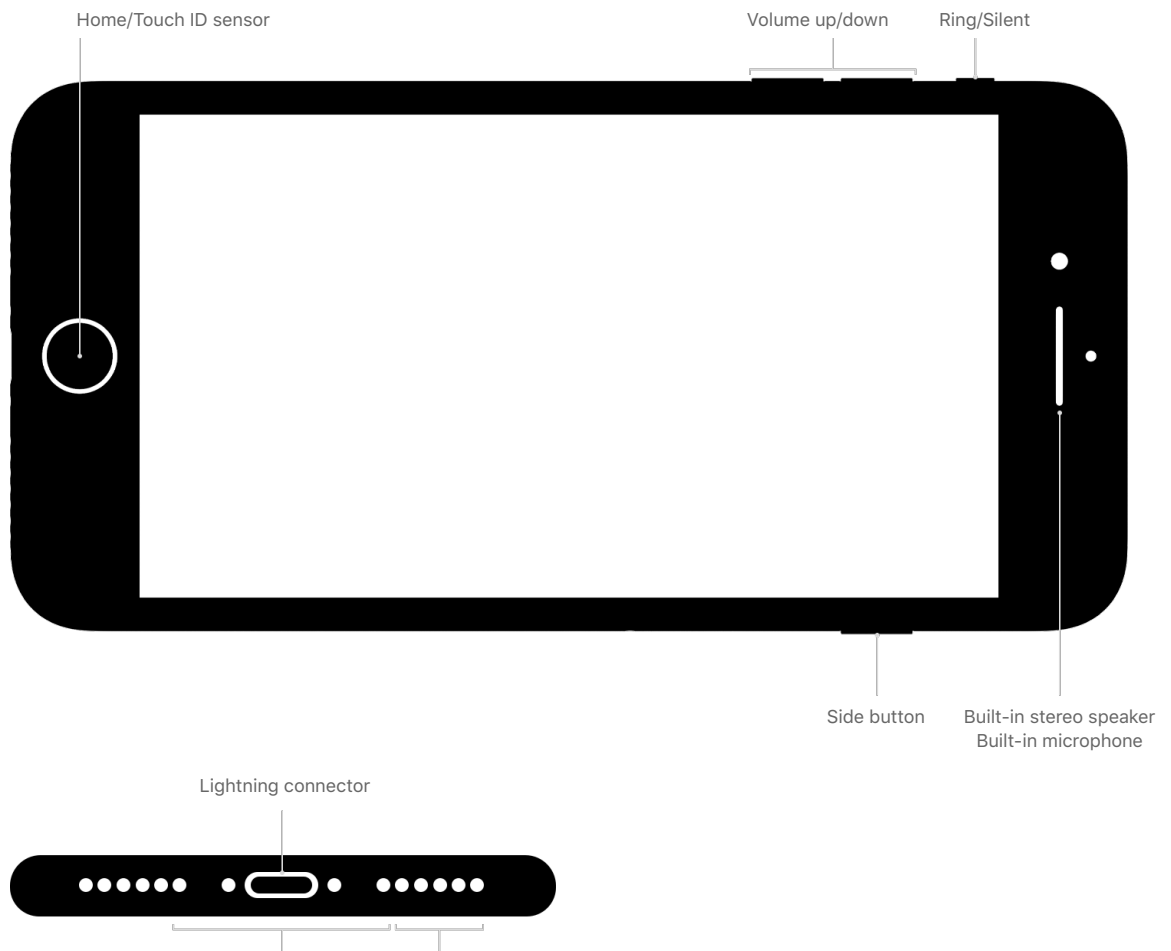 Home/Touch ID sensor
Volume up/down
Ring/Silent
Side button
Built-in stereo speaker
Built-in microphone
Lightning connector